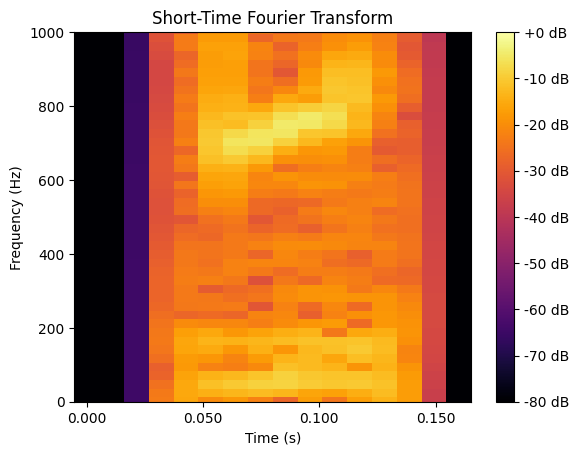 Short-Time Fourier Transform
1000
800
600
400
200
0
Frequency (Hz)
0.000
0.050
0.100
0.150
Time (s)
+0 dB
-10 dB
-20 dB
-30 dB
-40 dB
-50 dB
-60 dB
-70 dB
-80 dB